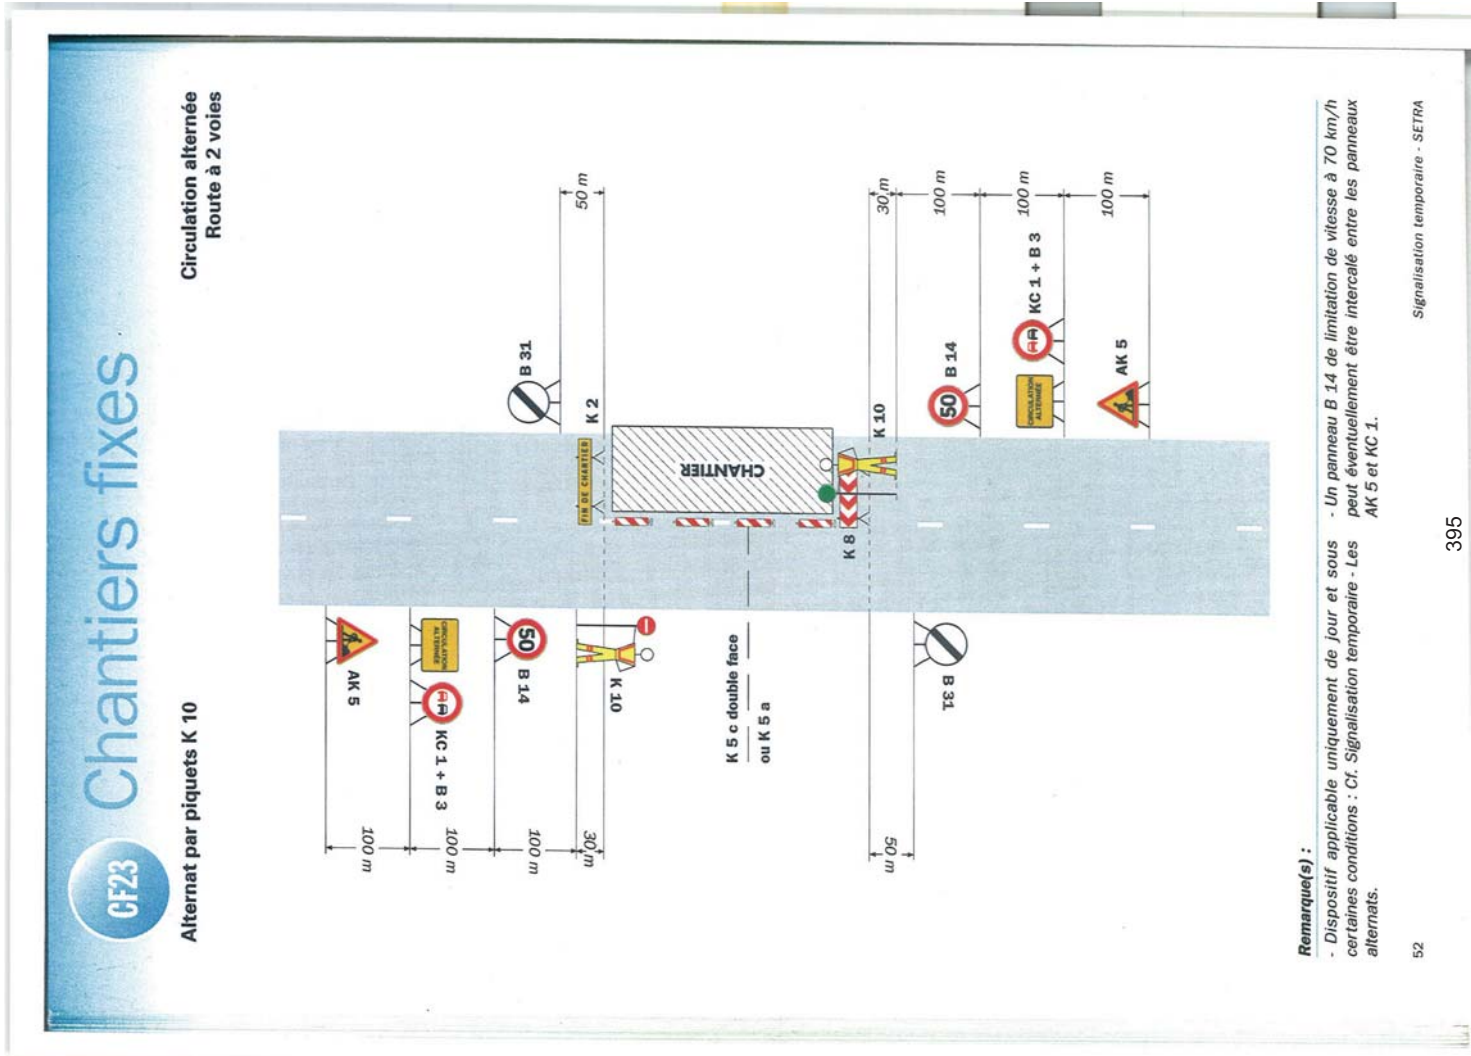 CF23 Chantiers fixes
Alternat par piquets K 10
Circulation alternée
Route à 2 voies
AK 5
100 m
KC 1 + B 3
CIRCULATION
ALTERNÉE
100 m
50
B 14
100 m
K 10
30 m
B 31
50 m
FIN DE CHANTIER
K 2
CHANTIER
K 5 c double face
ou K 5 a
K 8
K 10
30 m
B 31
50 m
50
B 14
100 m
CIRCULATION
ALTERNÉE
KC 1 + B 3
100 m
AK 5
100 m
Remarque(s) :
- Dispositif applicable uniquement de jour et sous
certaines conditions : Cf. Signalisation temporaire - Les
alternats.
- Un panneau B 14 de limitation de vitesse à 70 km/h
peut éventuellement être intercalé entre les panneaux
AK 5 et KC 1.
52
Signalisation temporaire - SETRA
395